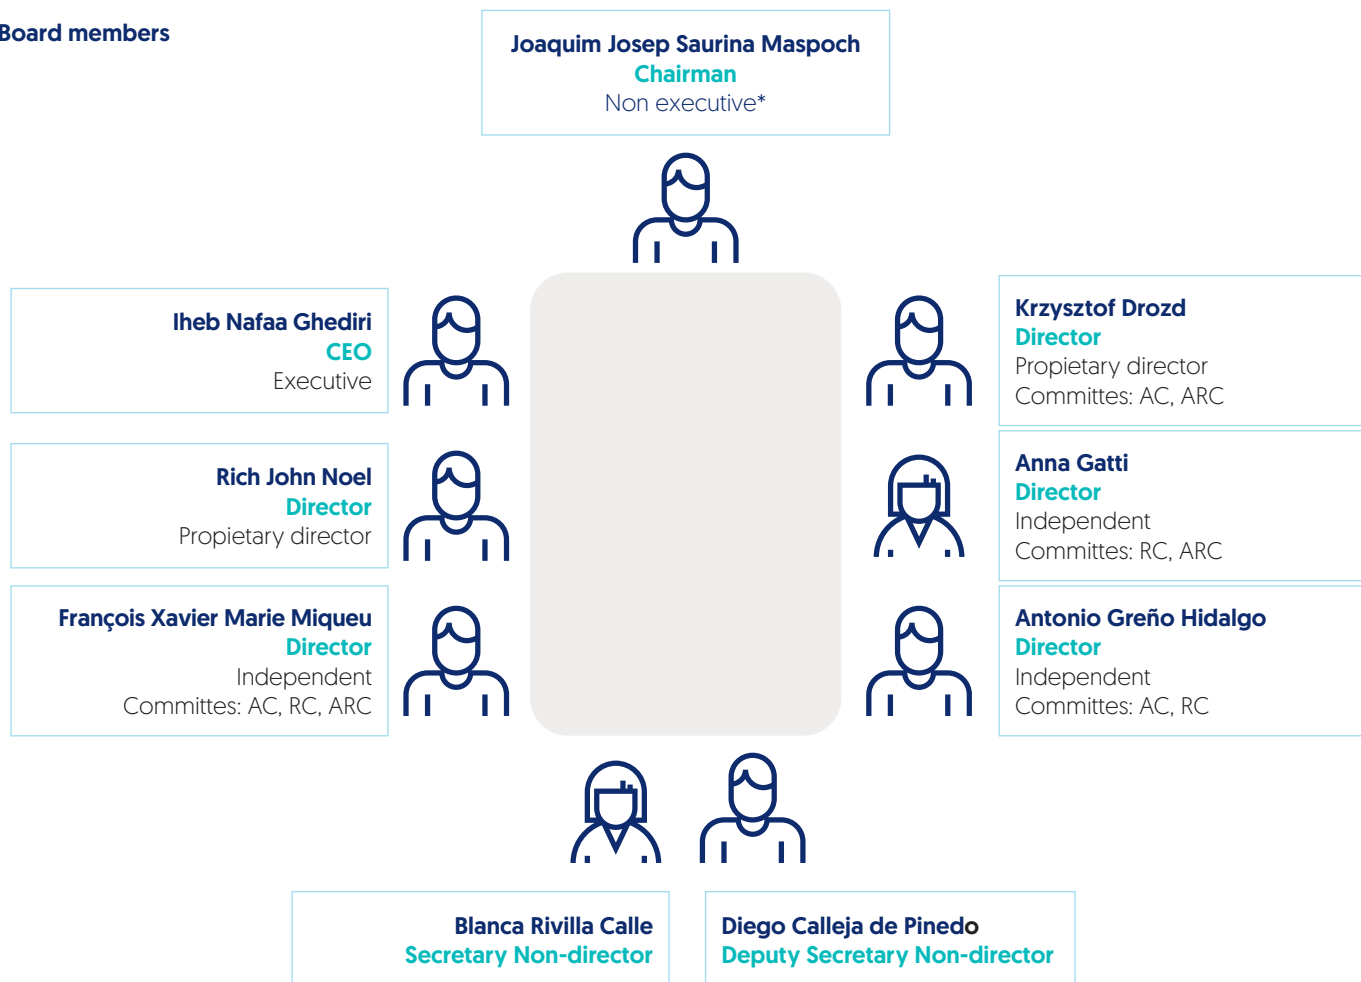 Board members
Joaquim Josep Saurina Maspoch
Chairman
Non executive*
Iheb Nafaa Ghediri
CEO
Executive
Krzysztof Drozd
Director
Propietary director
Committes: AC, ARC
Rich John Noel
Director
Propietary director
Anna Gatti
Director
Independent
Committes: RC, ARC
François Xavier Marie Miqueu
Director
Independent
Committes: AC, RC, ARC
Antonio Greño Hidalgo
Director
Independent
Committes: AC, RC
Blanca Rivilla Calle
Secretary Non-director
Diego Calleja de Pinedo
Deputy Secretary Non-director